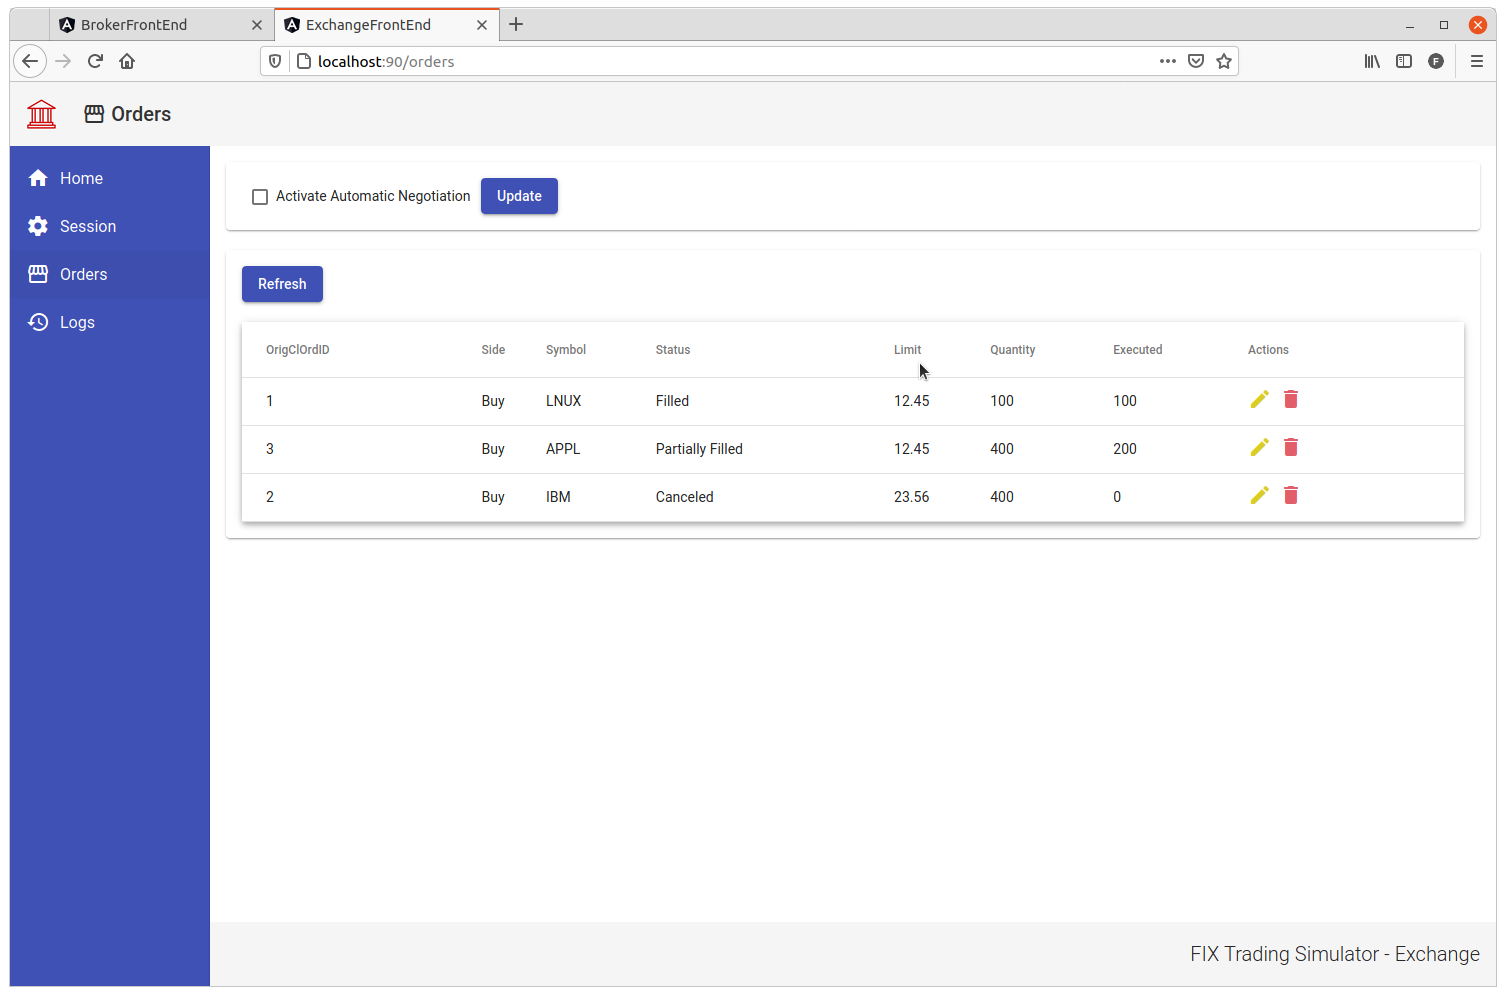 BrokerFrontEnd
ExchangeFrontEnd
localhost:90/orders
F
Orders
Home
Session
Orders
Logs
Activate Automatic Negotiation
Update
Refresh
OrigClOrdID Side Symbol Status Limit Quantity Executed Actions
1 Buy LNUX Filled 12.45 100 100
3 Buy APPL Partially Filled 12.45 400 200
2 Buy IBM Canceled 23.56 400 0
FIX Trading Simulator - Exchange